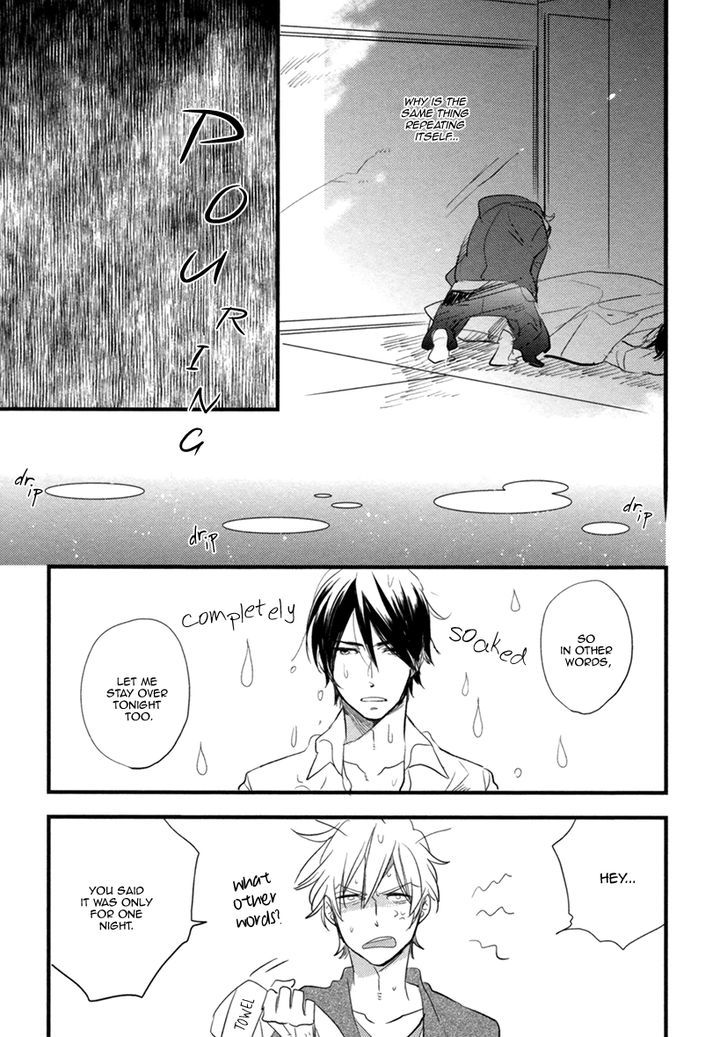 WHY IS THE
SAME THING
REPEATING
ITSELF...
POURING
drip
drip
drip
SO
IN OTHER
WORDS,
completely
soaked
LET ME
STAY OVER
TONIGHT
TOO.
HEY...
what
other
words?
YOU SAID
IT WAS ONLY
FOR ONE
NIGHT.
TOWEL